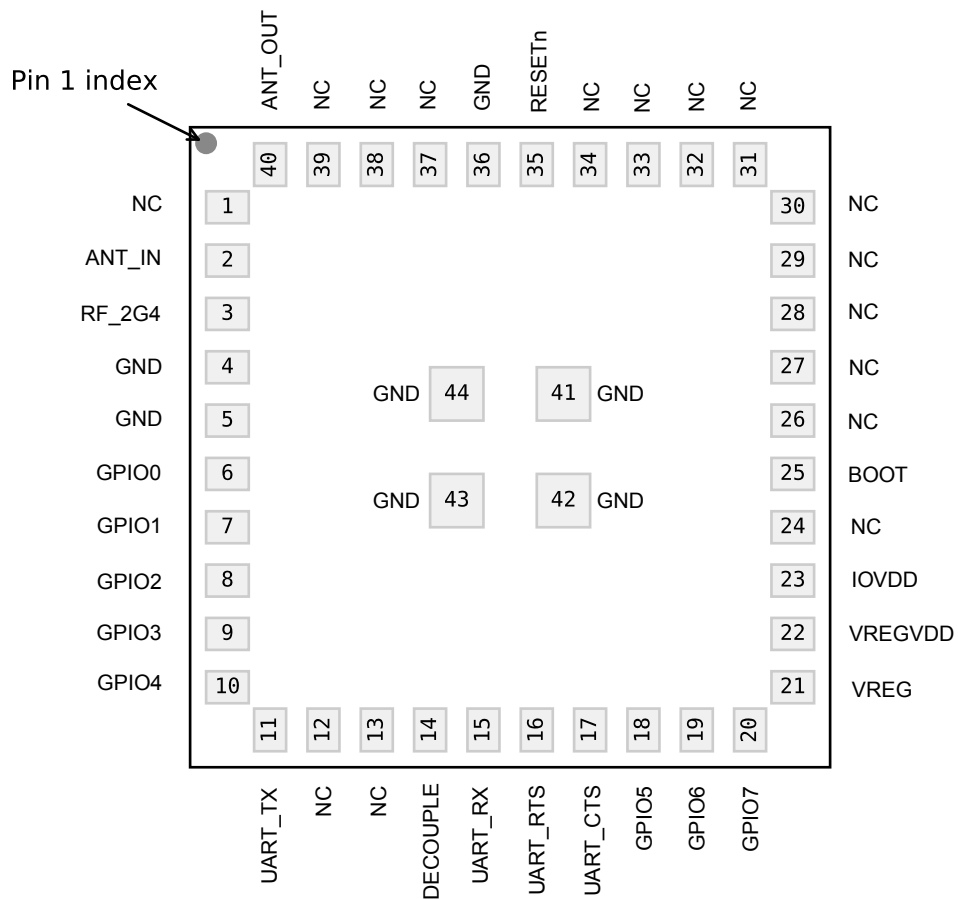 Pin 1 index
ANT_OUT NC NC NC GND RESETn NC NC NC NC
40 39 38 37 36 35 34 33 32 31
NC 1 30 NC
ANT_IN 2 29 NC
RF_2G4 3 28 NC
GND 4 27 NC
GND 44 41 GND
GND 5 26 NC
GPIO0 6 25 BOOT
GND 43 42 GND
GPIO1 7 24 NC
GPIO2 8 23 IOVDD
GPIO3 9 22 VREGVDD
GPIO4 10 21 VREG
11 12 13 14 15 16 17 18 19 20
UART_TX NC NC DECOUPLE UART_RX UART_RTS UART_CTS GPIO5 GPIO6 GPIO7